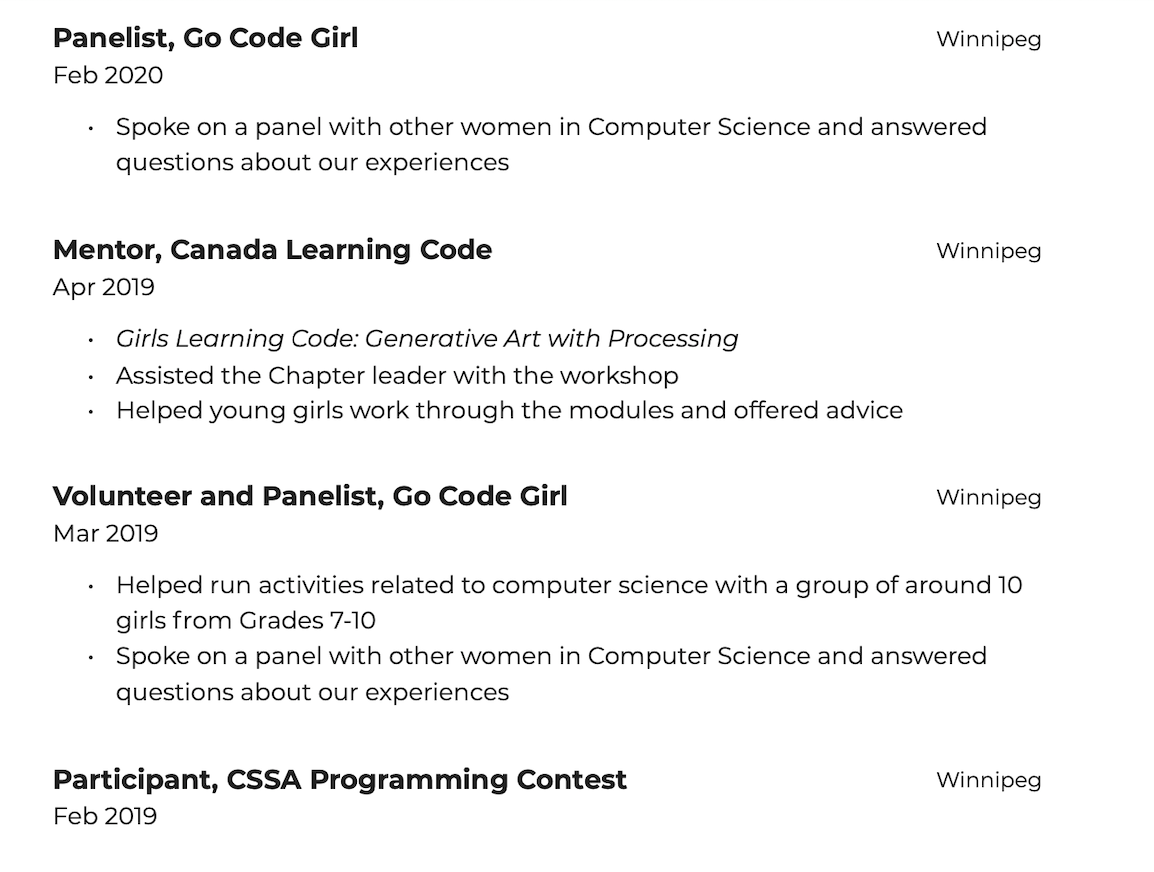 Panelist, Go Code Girl Winnipeg
Feb 2020
• Spoke on a panel with other women in Computer Science and answered
questions about our experiences
Mentor, Canada Learning Code Winnipeg
Apr 2019
• Girls Learning Code: Generative Art with Processing
• Assisted the Chapter leader with the workshop
• Helped young girls work through the modules and offered advice
Volunteer and Panelist, Go Code Girl Winnipeg
Mar 2019
• Helped run activities related to computer science with a group of around 10
girls from Grades 7-10
• Spoke on a panel with other women in Computer Science and answered
questions about our experiences
Participant, CSSA Programming Contest Winnipeg
Feb 2019